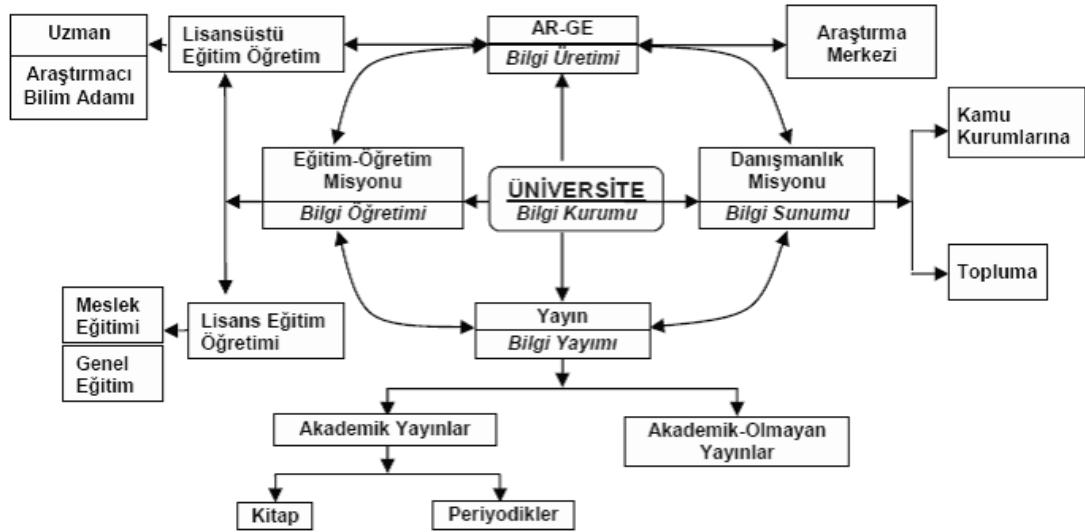 Uzman
Araştırmacı
Bilim Adamı
Lisansüstü
Eğitim Öğretim
AR-GE
Bilgi Üretimi
Araştırma
Merkezi
Kamu
Kurumlarına
Eğitim-Öğretim
Misyonu
Bilgi Öğretimi
ÜNİVERSİTE
Bilgi Kurumu
Danışmanlık
Misyonu
Bilgi Sunumu
Topluma
Meslek
Eğitimi
Genel
Eğitim
Lisans Eğitim
Öğretimi
Yayın
Bilgi Yayımı
Akademik Yayınlar
Akademik-Olmayan
Yayınlar
Kitap
Periyodikler